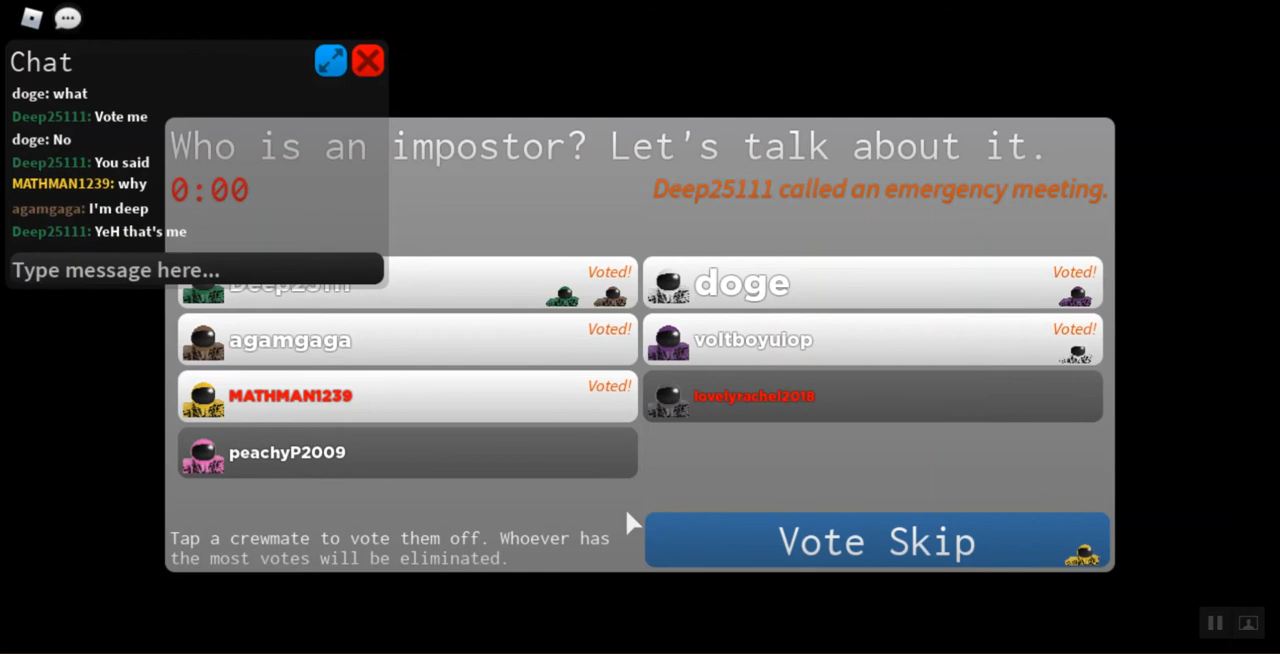 Chat
doge: what
Deep25111: Vote me
doge: No
Deep25111: You said
MATHMAN1239: why
agamgaga: I'm deep
Deep25111: YeH that's me
Type message here...
Who is an impostor? Let's talk about it.
0:00
Deep25111 called an emergency meeting.
Deep25111
Voted!
doge
Voted!
agamgaga
Voted!
voltboyuiop
Voted!
MATHMAN1239
Voted!
lovelyrachel2018
peachyP2009
Tap a crewmate to vote them off. Whoever has
the most votes will be eliminated.
Vote Skip